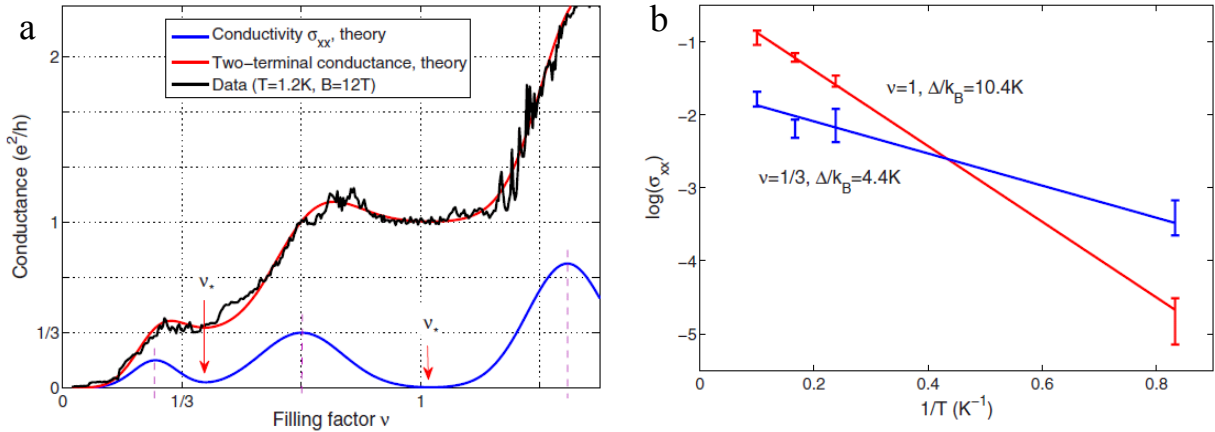 a
Conductivity σxx, theory
Two-terminal conductance, theory
Data (T=1.2K, B=12T)
Conductance (e²/h)
2
1
1/3
0
ν*
ν*
0
1/3
1
Filling factor ν
b
-1
-2
-3
-4
-5
log(σxx)
ν=1, Δ/kB=10.4K
ν=1/3, Δ/kB=4.4K
0
0.2
0.4
0.6
0.8
1/T (K⁻¹)